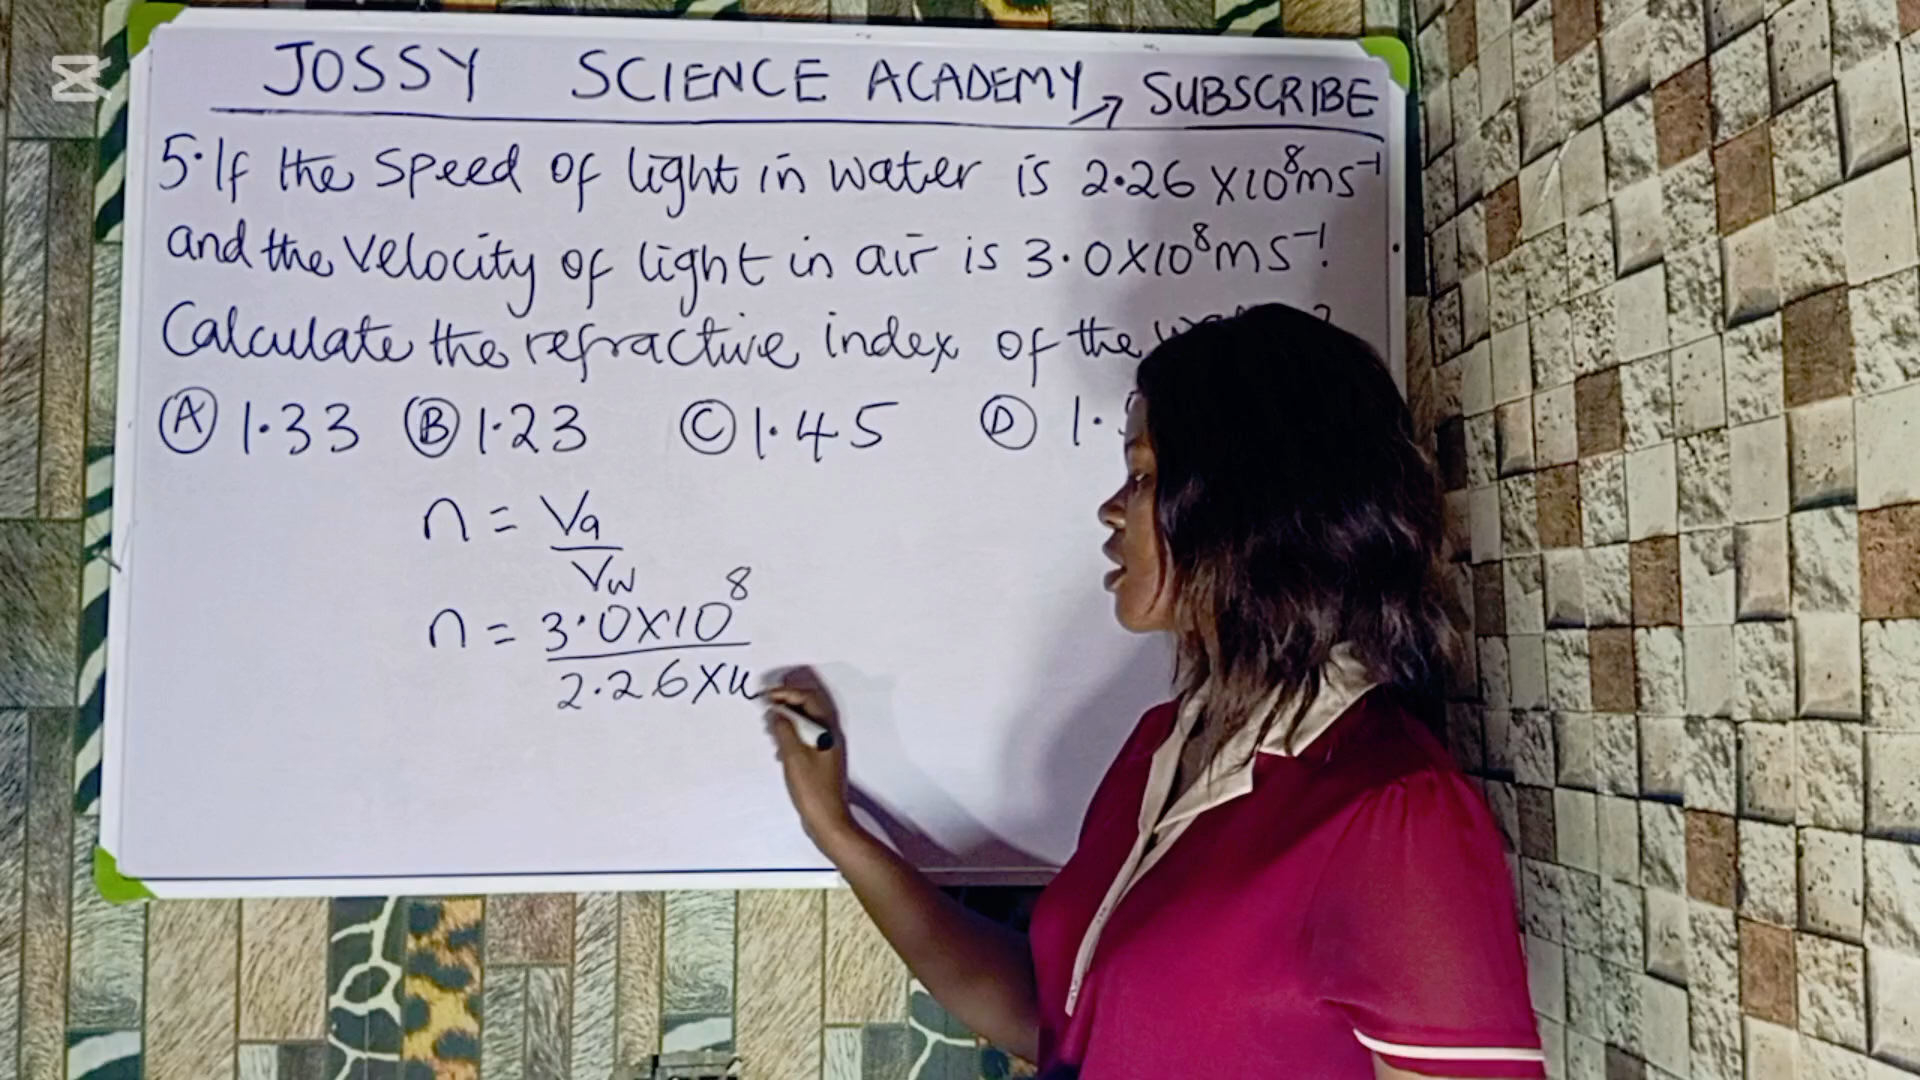 JOSSY SCIENCE ACADEMY → SUBSCRIBE
5. If the speed of light in water is 2.26 X10⁸ms⁻¹
and the velocity of light in air is 3.0X10⁸ms⁻¹.
Calculate the refractive index of the
Ⓐ 1.33 Ⓑ 1.23 Ⓒ 1.45 Ⓓ 1.
n = Va
Vw
n = 3.0X10⁸
2.26X1